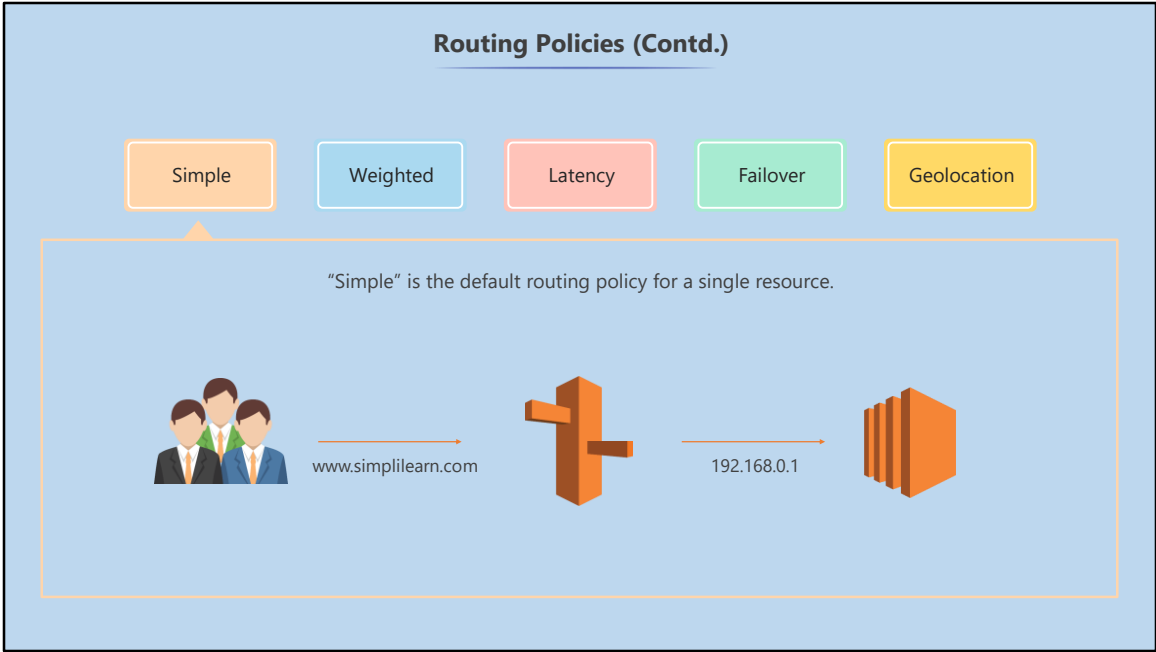 Routing Policies (Contd.)
Simple
Weighted
Latency
Failover
Geolocation
“Simple” is the default routing policy for a single resource.
www.simplilearn.com
192.168.0.1